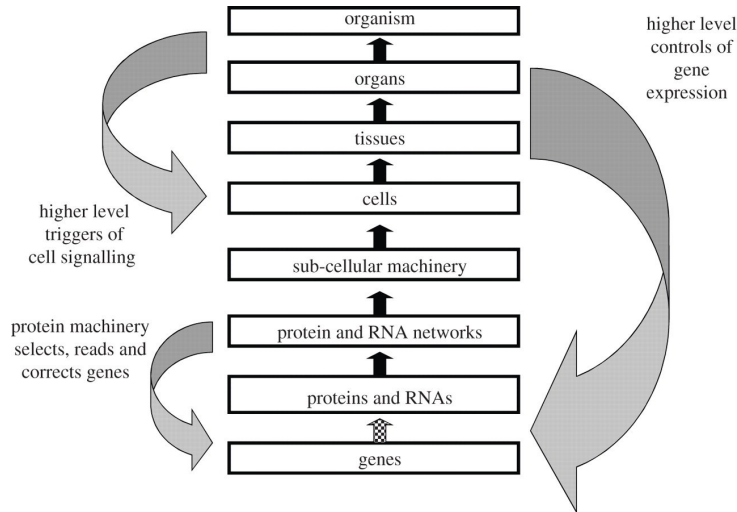 organism
organs
tissues
cells
sub-cellular machinery
protein and RNA networks
proteins and RNAs
genes
higher level
triggers of
cell signalling
protein machinery
selects, reads and
corrects genes
higher level
controls of
gene
expression